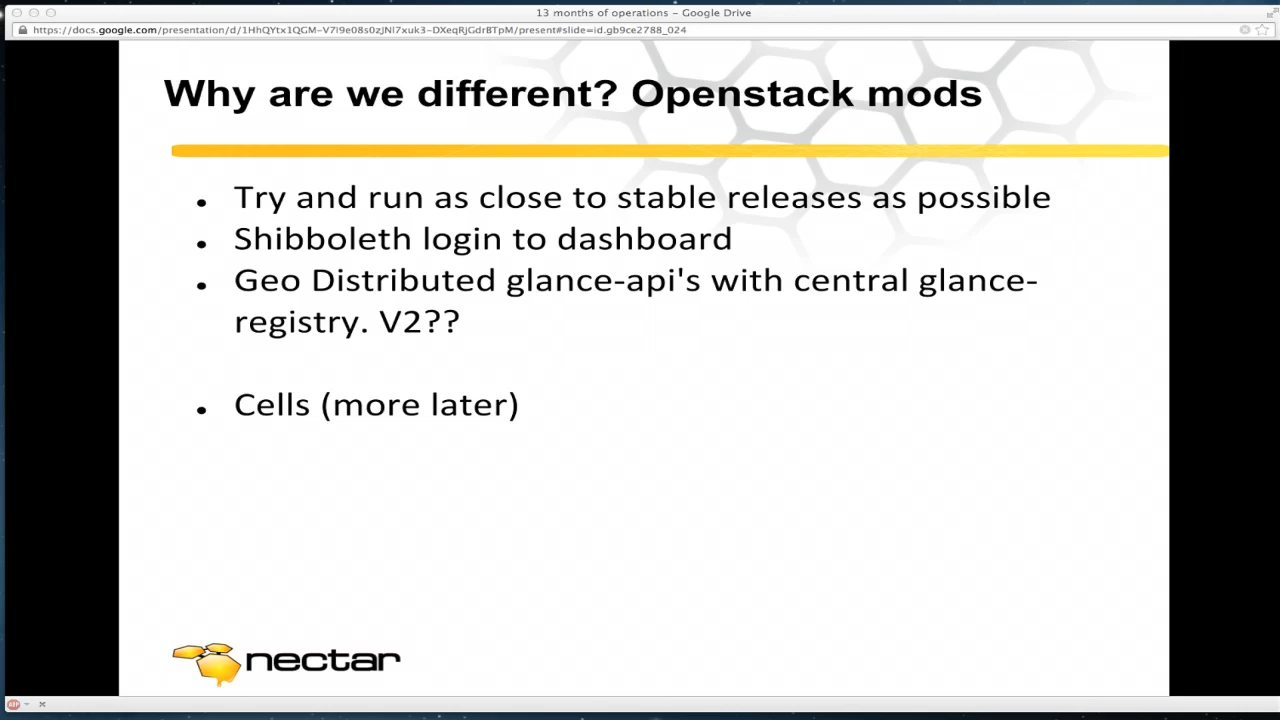 13 months of operations – Google Drive
https://docs.google.com/presentation/d/1HhQYtx1QGM-V7l9e08s0zJNl7xuk3-DXeqRjGdrBTpM/present#slide=id.gb9ce2788_024
Why are we different? Openstack mods
• Try and run as close to stable releases as possible
• Shibboleth login to dashboard
• Geo Distributed glance-api's with central glance-
registry. V2??
• Cells (more later)
nectar
ABP